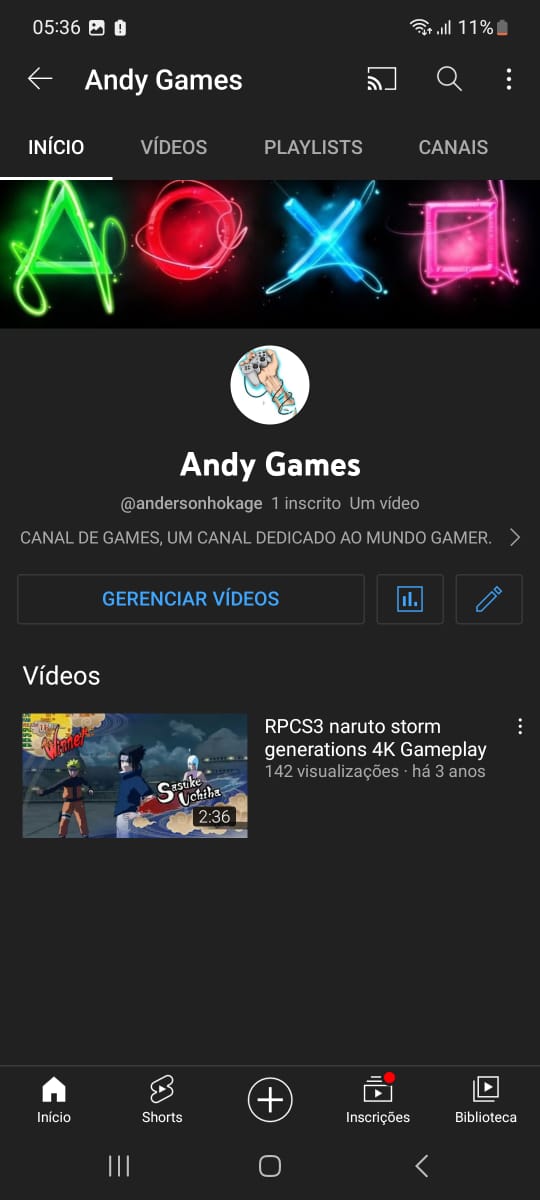 05:36
11%
Andy Games
INÍCIO VÍDEOS PLAYLISTS CANAIS
Andy Games
@andersonhokage 1 inscrito Um vídeo
CANAL DE GAMES, UM CANAL DEDICADO AO MUNDO GAMER.
GERENCIAR VÍDEOS
Vídeos
Winner
Sasuke
Uchiha
2:36
RPCS3 naruto storm
generations 4K Gameplay
142 visualizações · há 3 anos
Início Shorts Inscrições Biblioteca